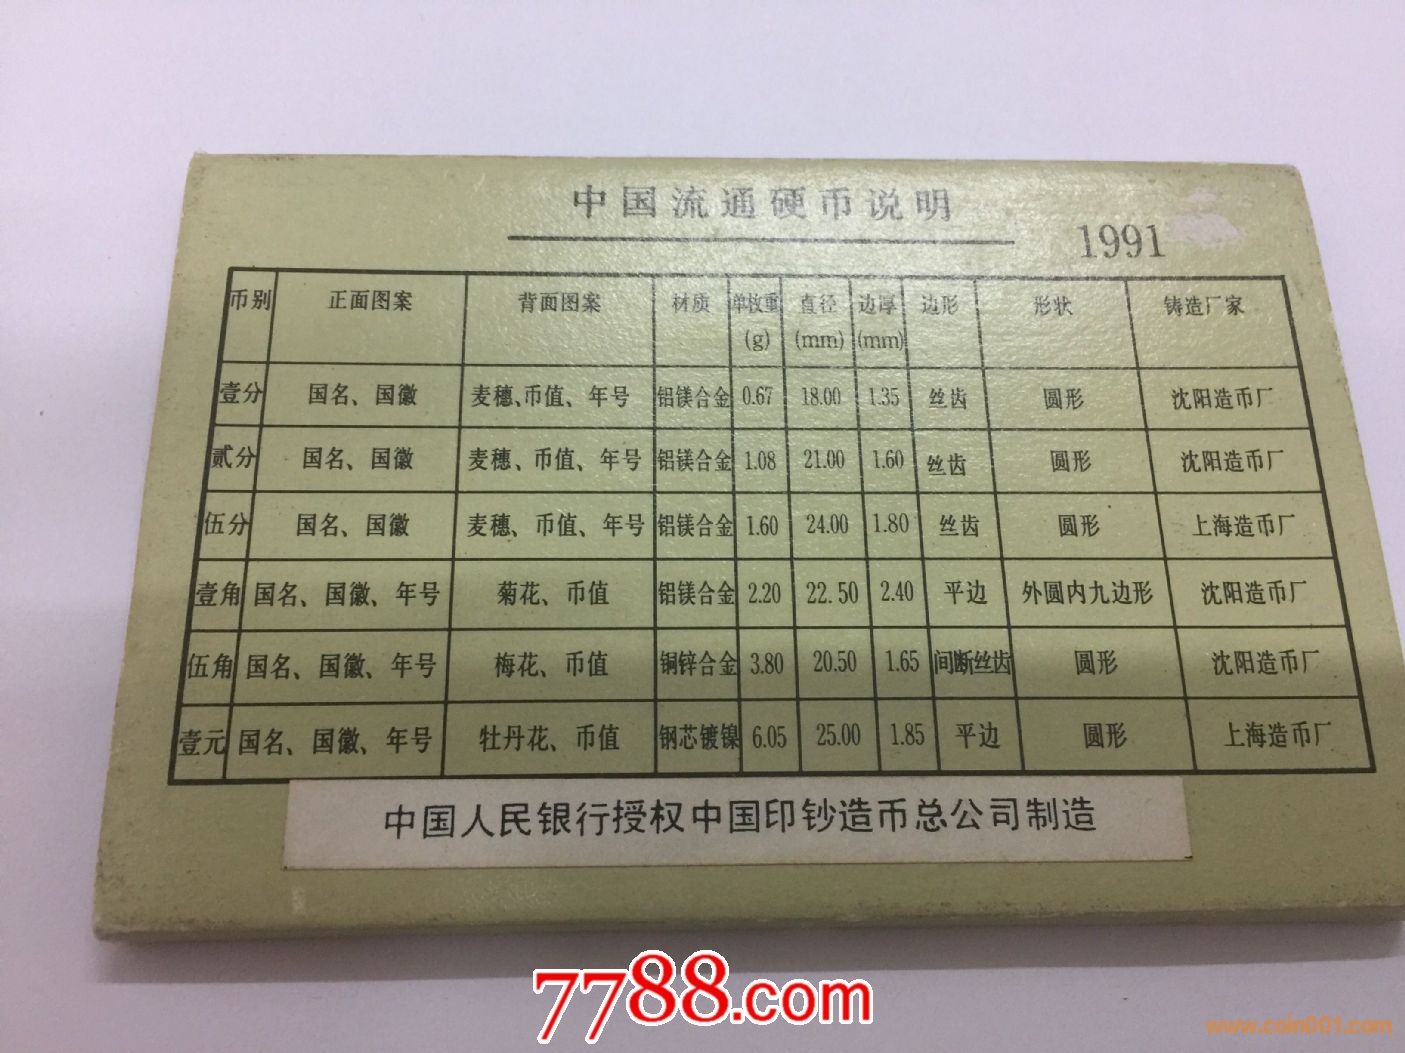 中国流通硬币说明
1991
币别 正面图案 背面图案 材质 单枚重(g) 直径(mm) 边厚(mm) 边形 形状 铸造厂家
壹分 国名、国徽 麦穗、币值、年号 铝镁合金 0.67 18.00 1.35 丝齿 圆形 沈阳造币厂
贰分 国名、国徽 麦穗、币值、年号 铝镁合金 1.08 21.00 1.60 丝齿 圆形 沈阳造币厂
伍分 国名、国徽 麦穗、币值、年号 铝镁合金 1.60 24.00 1.80 丝齿 圆形 上海造币厂
壹角 国名、国徽、年号 菊花、币值 铝镁合金 2.20 22.50 2.40 平边 外圆内九边形 沈阳造币厂
伍角 国名、国徽、年号 梅花、币值 铜锌合金 3.80 20.50 1.65 间断丝齿 圆形 沈阳造币厂
壹元 国名、国徽、年号 牡丹花、币值 钢芯镀镍 6.05 25.00 1.85 平边 圆形 上海造币厂
中国人民银行授权中国印钞造币总公司制造
7788.com
www.coin001.com